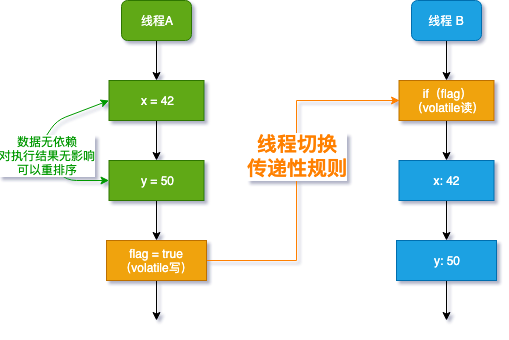 线程A
x = 42
数据无依赖
对执行结果无影响
可以重排序
y = 50
flag = true
（volatile写）
线程切换
传递性规则
线程 B
if（flag）
（volatile读）
x: 42
y: 50